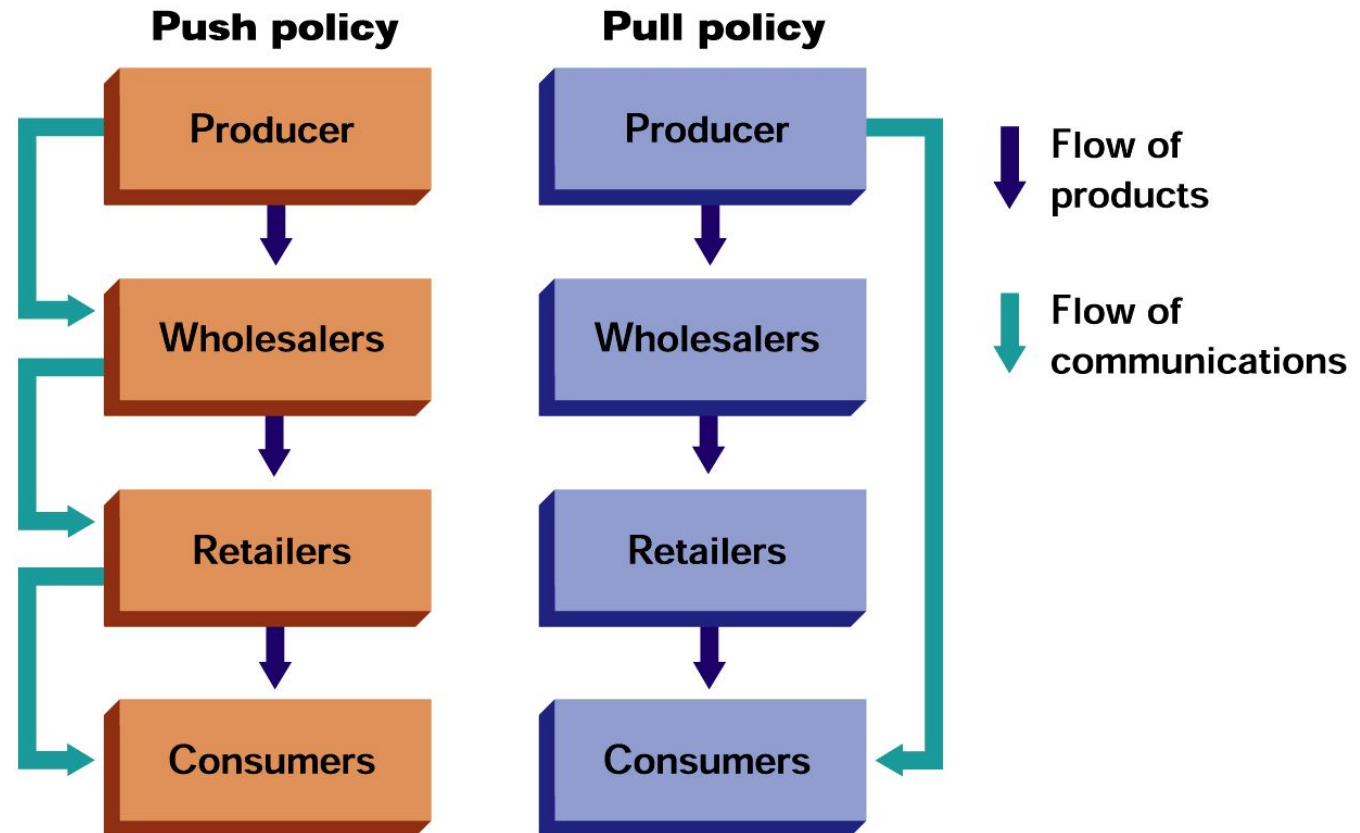 Push policy
Pull policy
Producer
Wholesalers
Retailers
Consumers
Producer
Wholesalers
Retailers
Consumers
Flow of
products
Flow of
communications